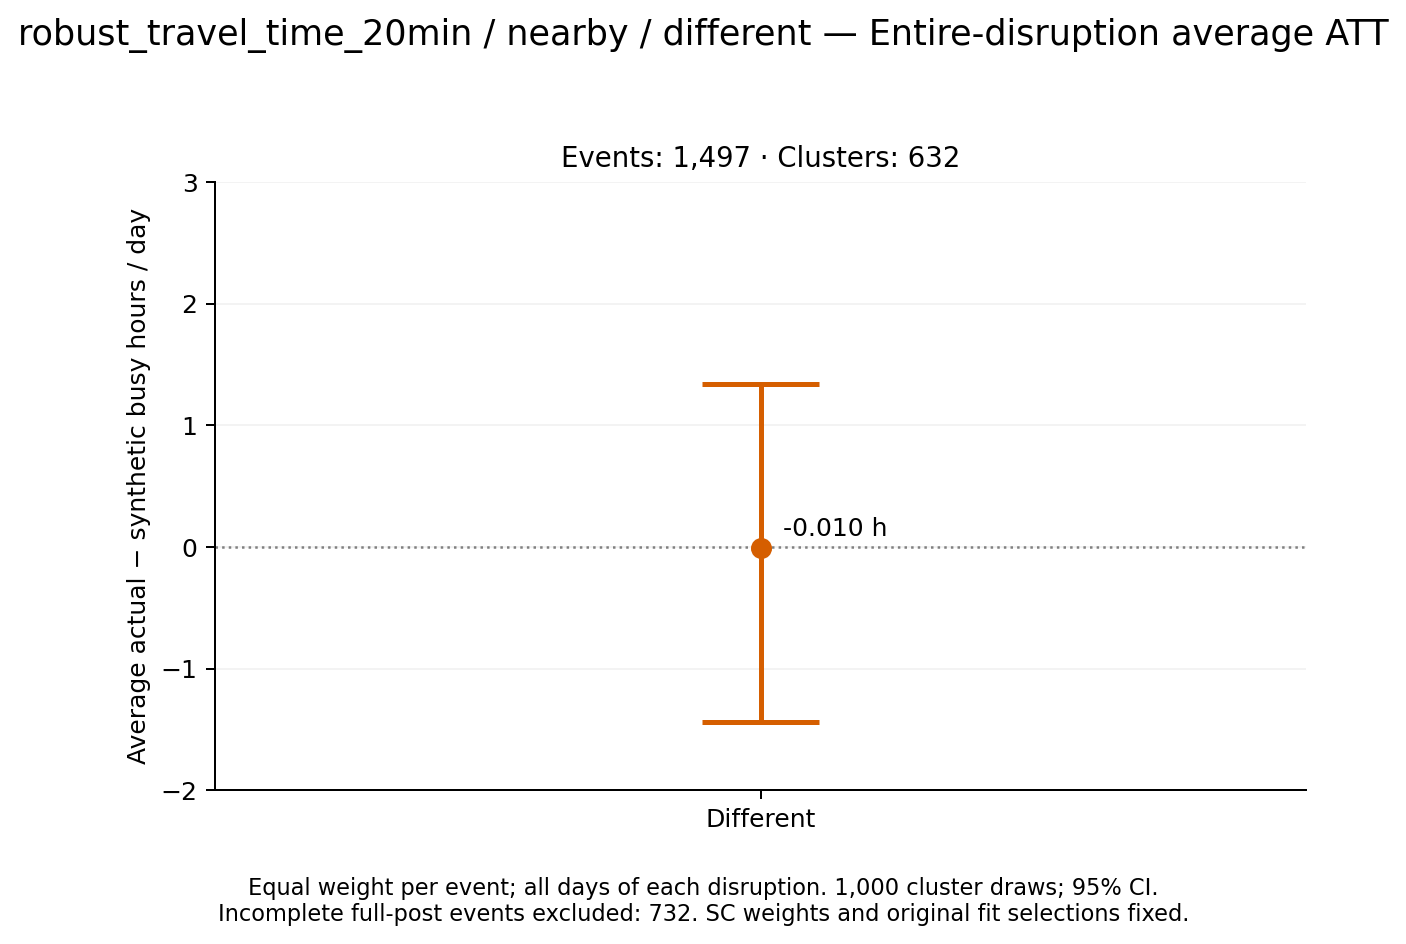 robust_travel_time_20min / nearby / different — Entire-disruption average ATT
Events: 1,497 · Clusters: 632
Average actual − synthetic busy hours / day
3
2
1
0
−1
−2
-0.010 h
Different
Equal weight per event; all days of each disruption. 1,000 cluster draws; 95% CI.
Incomplete full-post events excluded: 732. SC weights and original fit selections fixed.